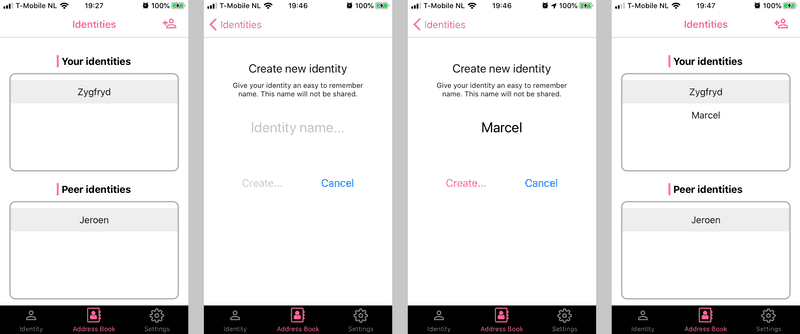 T-Mobile NL 19:27 100%
Identities
Your identities
Zygfryd
Peer identities
Jeroen
Identity Address Book Settings
T-Mobile NL 19:46 100%
Identities
Create new identity
Give your identity an easy to remember
name. This name will not be shared.
Identity name...
Create... Cancel
Identity Address Book Settings
T-Mobile NL 19:46 100%
Identities
Create new identity
Give your identity an easy to remember
name. This name will not be shared.
Marcel
Create... Cancel
Identity Address Book Settings
T-Mobile NL 19:47 100%
Identities
Your identities
Zygfryd
Marcel
Peer identities
Jeroen
Identity Address Book Settings